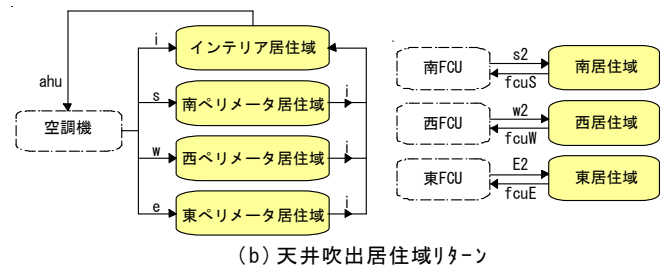 i
インテリア居住域
ahu
s
南ペリメータ居住域
i
空調機
w
西ペリメータ居住域
i
e
東ペリメータ居住域
i
南FCU
s2
fcuS
南居住域
西FCU
w2
fcuW
西居住域
東FCU
E2
fcuE
東居住域
(b) 天井吹出居住域ﾘﾀｰﾝ